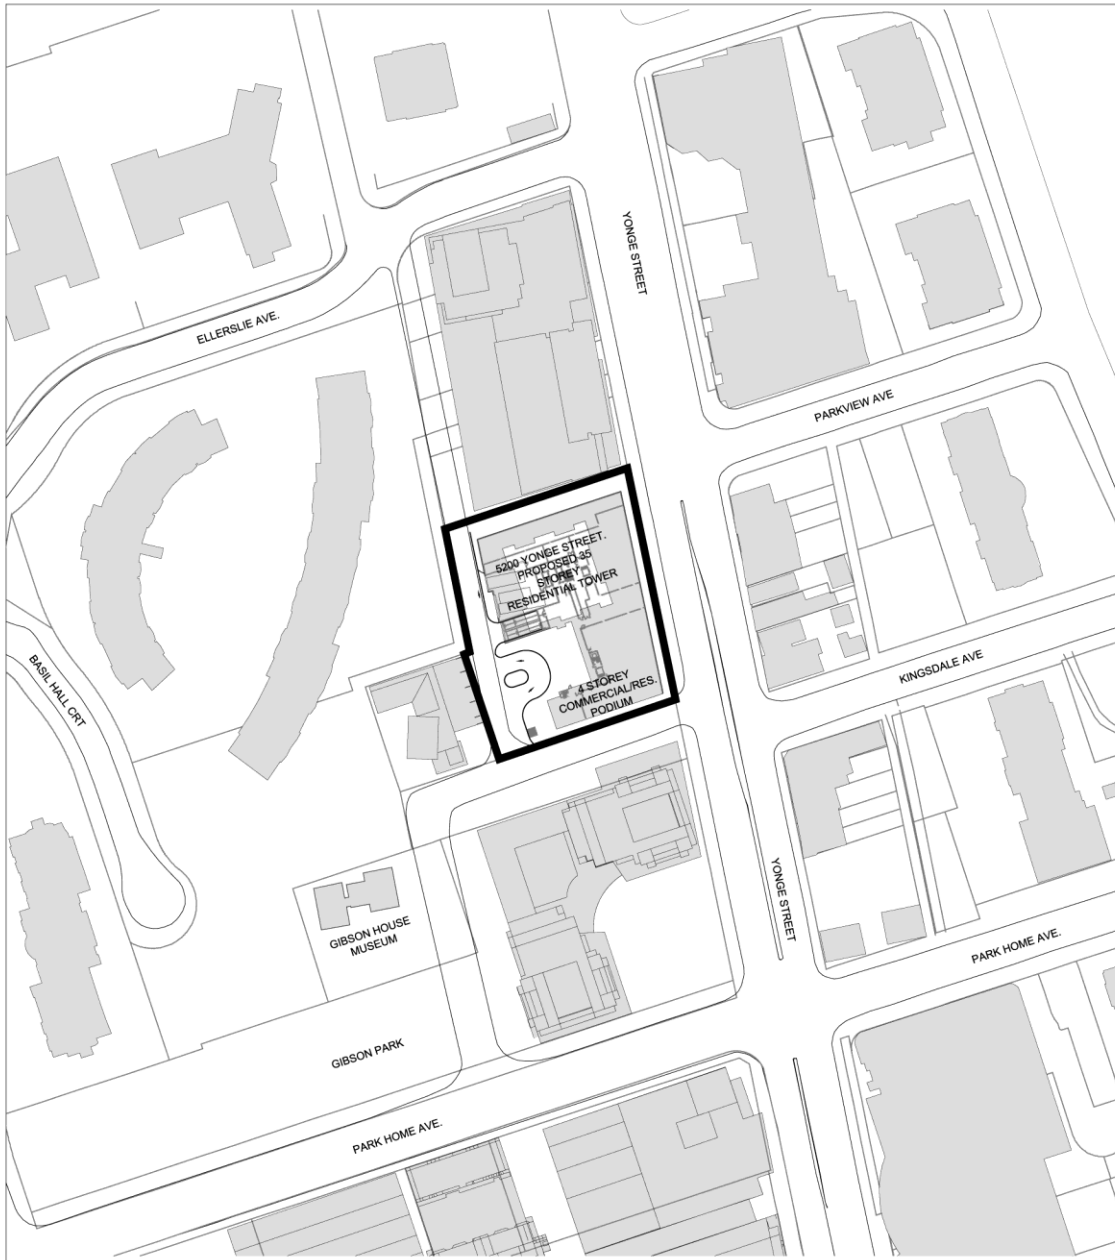 YONGE STREET
ELLERSLIE AVE.
PARKVIEW AVE
5200 YONGE STREET.
PROPOSED 35
STOREY
RESIDENTIAL TOWER
KINGSDALE AVE
BASIL HALL CRT
4 STOREY
COMMERCIAL/RES.
PODIUM
YONGE STREET
GIBSON HOUSE
MUSEUM
PARK HOME AVE.
GIBSON PARK
PARK HOME AVE.